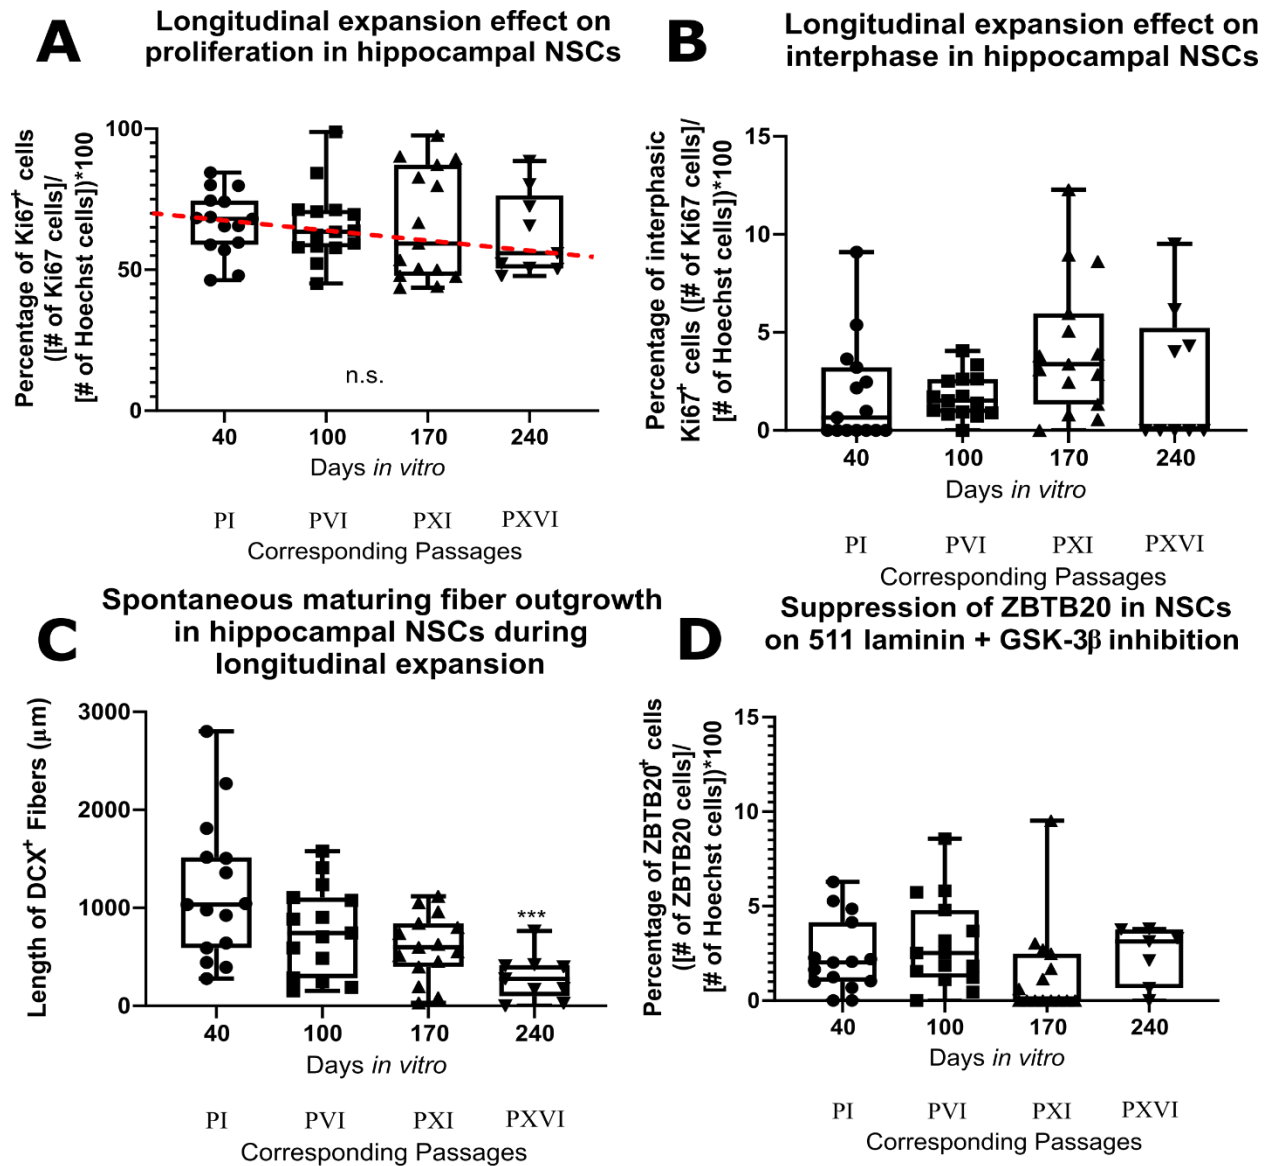 A
Longitudinal expansion effect on
proliferation in hippocampal NSCs
Percentage of Ki67⁺ cells
([# of Ki67 cells]/
[# of Hoechst cells])*100
100
50
0
n.s.
40 100 170 240
Days in vitro
PI PVI PXI PXVI
Corresponding Passages
B
Longitudinal expansion effect on
interphase in hippocampal NSCs
Percentage of interphasic
Ki67⁺ cells ([# of Ki67 cells]/
[# of Hoechst cells])*100
15
10
5
0
40 100 170 240
Days in vitro
PI PVI PXI PXVI
Corresponding Passages
C
Spontaneous maturing fiber outgrowth
in hippocampal NSCs during
longitudinal expansion
Length of DCX⁺ Fibers (μm)
3000
2000
1000
0
***
40 100 170 240
Days in vitro
PI PVI PXI PXVI
Corresponding Passages
D
Suppression of ZBTB20 in NSCs
on 511 laminin + GSK-3β inhibition
Percentage of ZBTB20⁺ cells
([# of ZBTB20 cells]/
[# of Hoechst cells])*100
15
10
5
0
40 100 170 240
Days in vitro
PI PVI PXI PXVI
Corresponding Passages